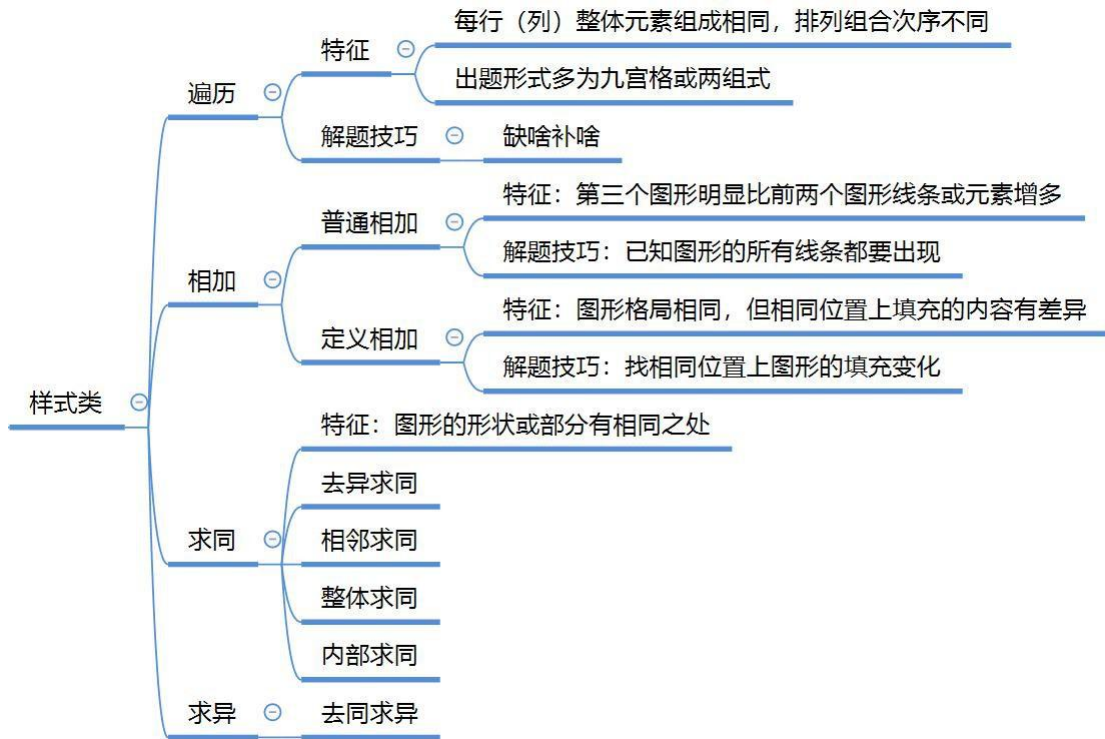 每行（列）整体元素组成相同，排列组合次序不同
特征
出题形式多为九宫格或两组式
遍历
解题技巧
缺啥补啥
特征：第三个图形明显比前两个图形线条或元素增多
普通相加
解题技巧：已知图形的所有线条都要出现
相加
特征：图形格局相同，但相同位置上填充的内容有差异
定义相加
解题技巧：找相同位置上图形的填充变化
样式类
特征：图形的形状或部分有相同之处
去异求同
求同
相邻求同
整体求同
内部求同
求异
去同求异